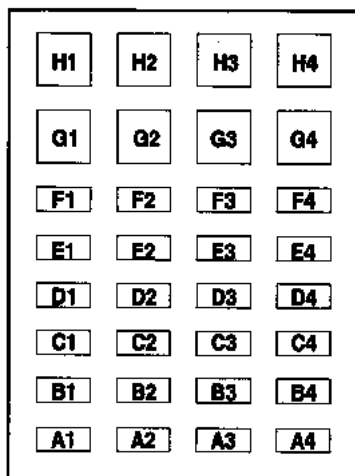 H1 H2 H3 H4
G1 G2 G3 G4
F1 F2 F3 F4
E1 E2 E3 E4
D1 D2 D3 D4
C1 C2 C3 C4
B1 B2 B3 B4
A1 A2 A3 A4